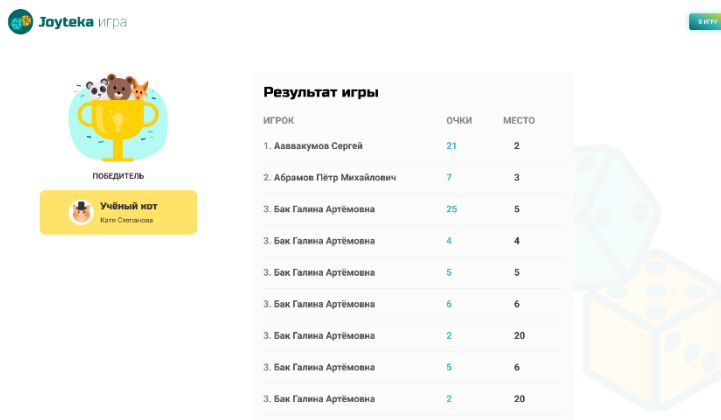 Joyteka игра
В ИГРУ
ПОБЕДИТЕЛЬ
Учёный кот
Катя Степанова
Результат игры
ИГРОК ОЧКИ МЕСТО
1. Ааввакумов Сергей 21 2
2. Абрамов Пётр Михайлович 7 3
3. Бак Галина Артёмовна 25 5
3. Бак Галина Артёмовна 4 4
3. Бак Галина Артёмовна 5 5
3. Бак Галина Артёмовна 6 6
3. Бак Галина Артёмовна 2 20
3. Бак Галина Артёмовна 5 6
3. Бак Галина Артёмовна 2 20